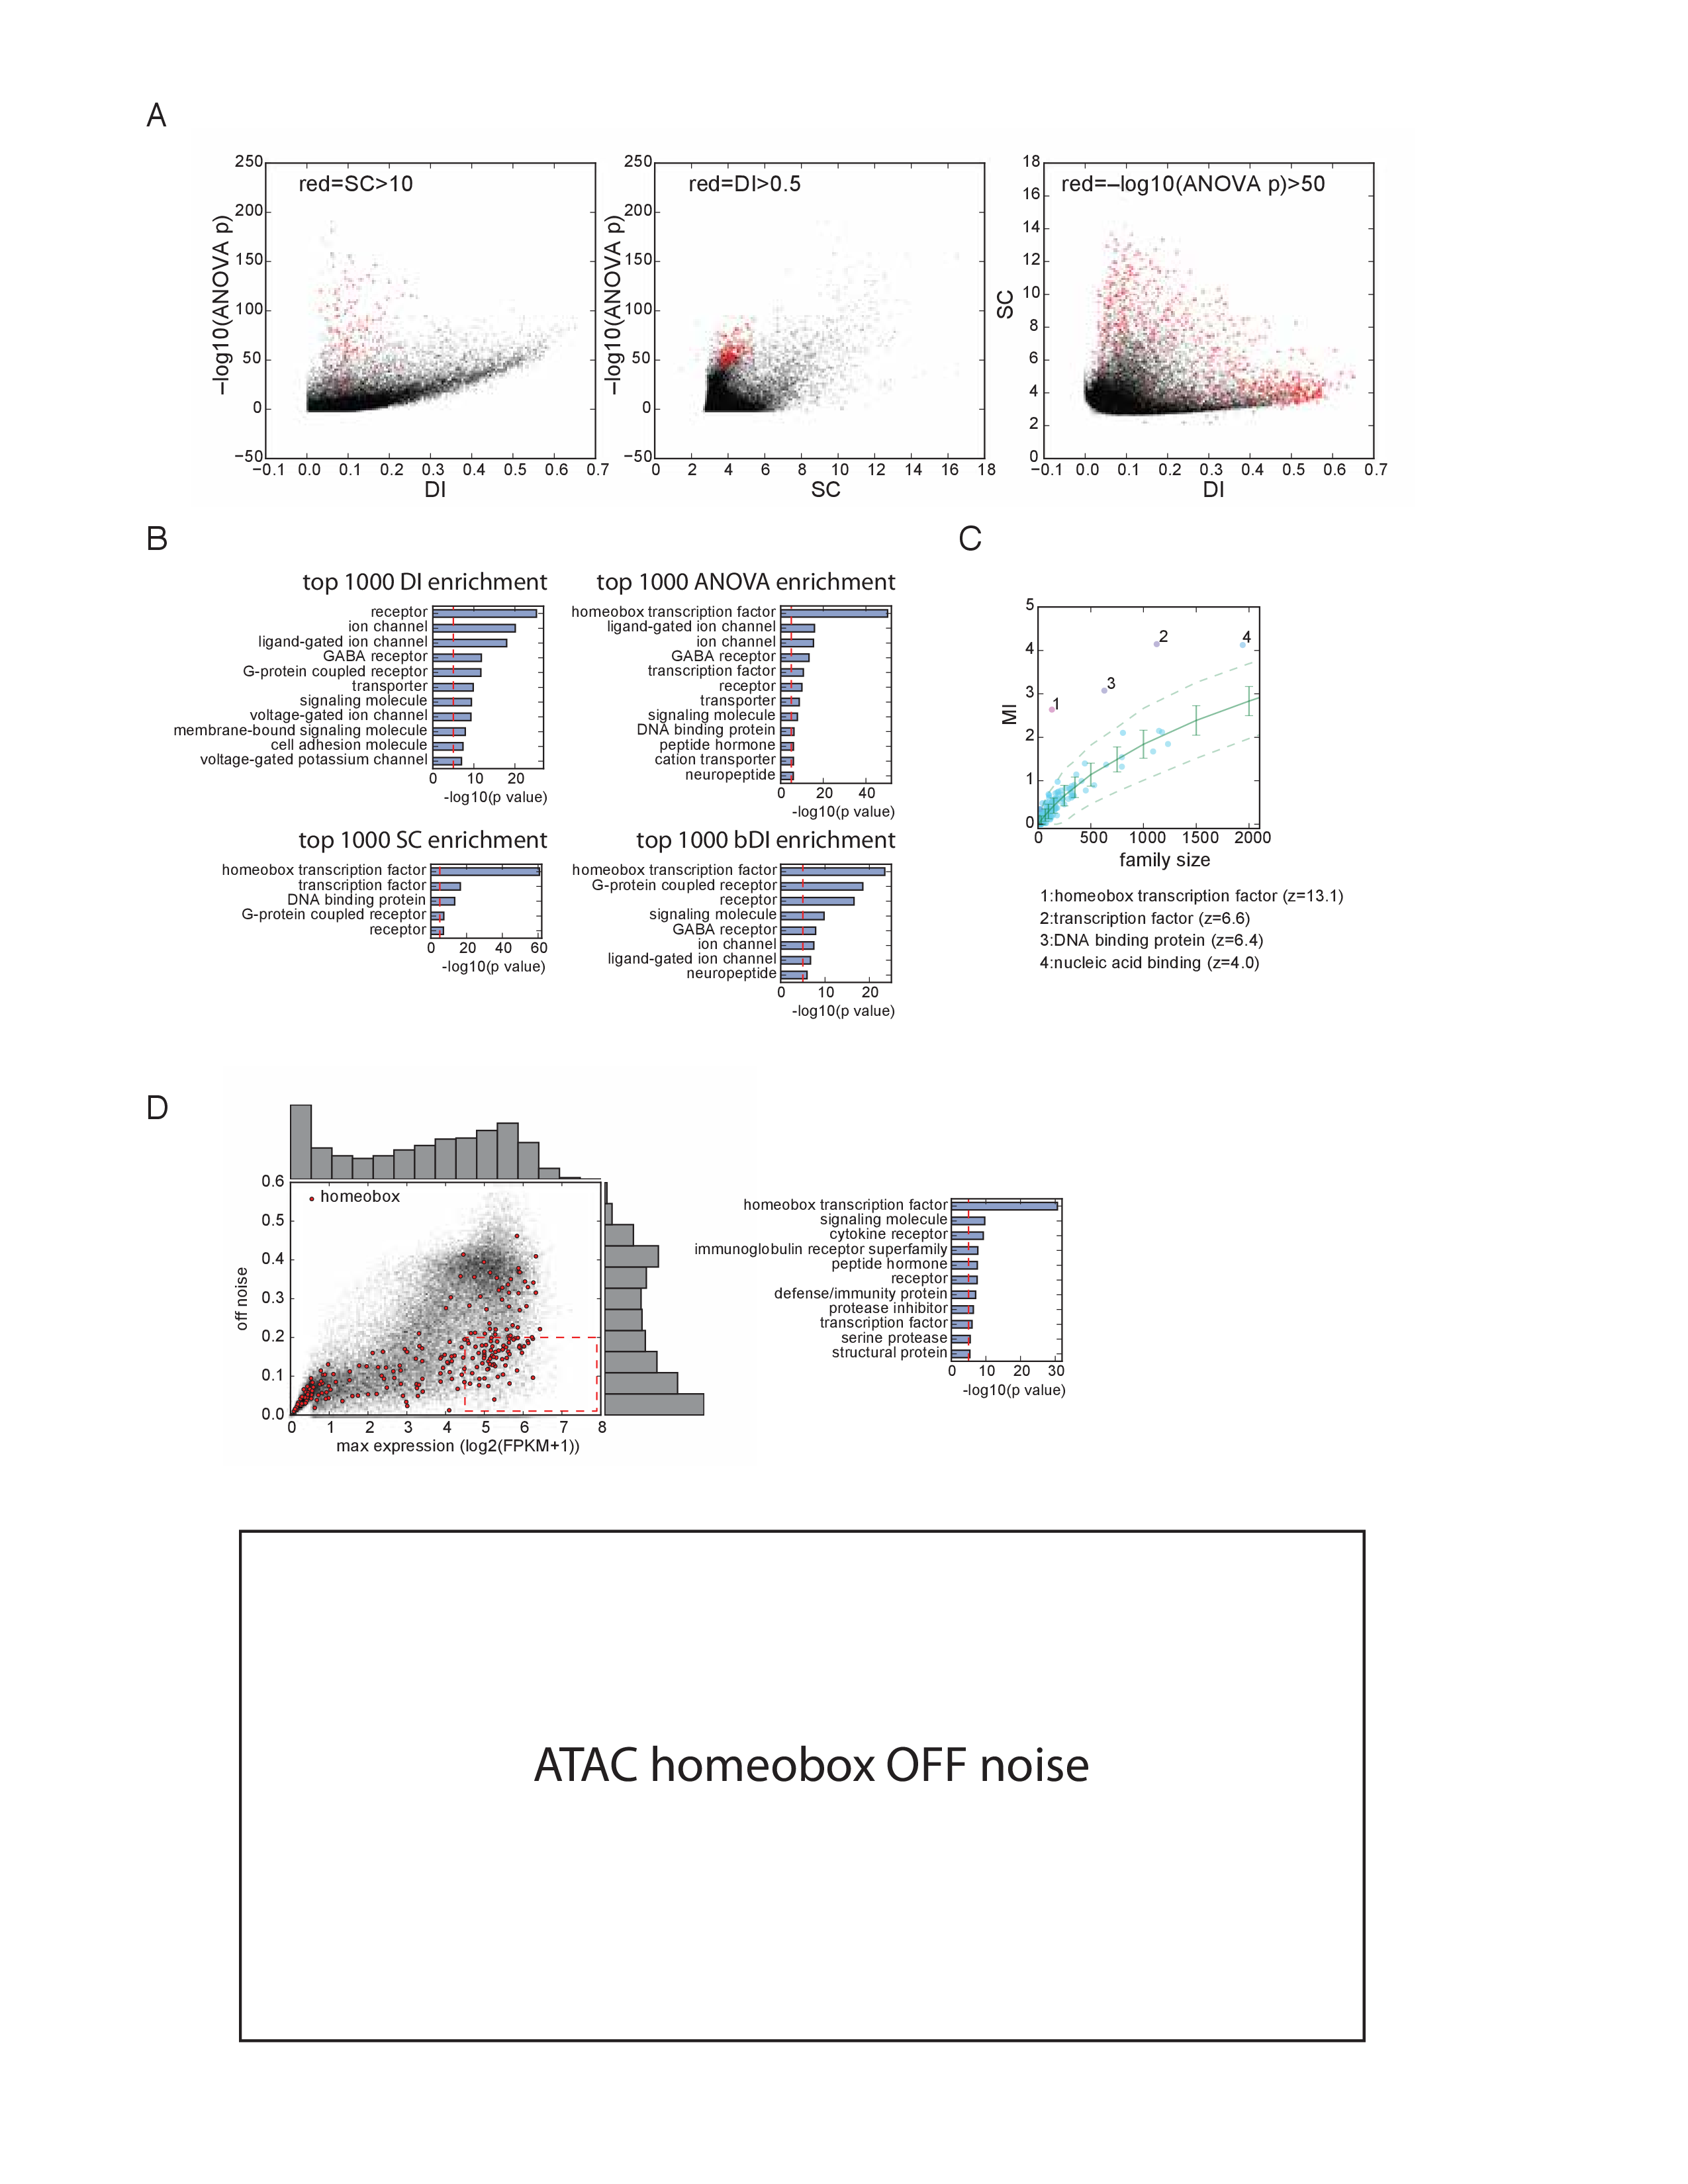 A
red=SC>10
250
200
150
100
50
0
−50
−log10(ANOVA p)
−0.1 0.0 0.1 0.2 0.3 0.4 0.5 0.6 0.7
DI
red=DI>0.5
250
200
150
100
50
0
−50
−log10(ANOVA p)
0 2 4 6 8 10 12 14 16 18
SC
red=−log10(ANOVA p)>50
18
16
14
12
10
8
6
4
2
0
SC
−0.1 0.0 0.1 0.2 0.3 0.4 0.5 0.6 0.7
DI
B
top 1000 DI enrichment
receptor
ion channel
ligand-gated ion channel
GABA receptor
G-protein coupled receptor
transporter
signaling molecule
voltage-gated ion channel
membrane-bound signaling molecule
cell adhesion molecule
voltage-gated potassium channel
0 10 20
-log10(p value)
top 1000 ANOVA enrichment
homeobox transcription factor
ligand-gated ion channel
ion channel
GABA receptor
transcription factor
receptor
transporter
signaling molecule
DNA binding protein
peptide hormone
cation transporter
neuropeptide
0 20 40
-log10(p value)
top 1000 SC enrichment
homeobox transcription factor
transcription factor
DNA binding protein
G-protein coupled receptor
receptor
0 20 40 60
-log10(p value)
top 1000 bDI enrichment
homeobox transcription factor
G-protein coupled receptor
receptor
signaling molecule
GABA receptor
ion channel
ligand-gated ion channel
neuropeptide
0 10 20
-log10(p value)
C
5
4
3
2
1
0
MI
1
2
3
4
0 500 1000 1500 2000
family size
1:homeobox transcription factor (z=13.1)
2:transcription factor (z=6.6)
3:DNA binding protein (z=6.4)
4:nucleic acid binding (z=4.0)
D
homeobox
0.6
0.5
0.4
0.3
0.2
0.1
0.0
off noise
0 1 2 3 4 5 6 7 8
max expression (log2(FPKM+1))
homeobox transcription factor
signaling molecule
cytokine receptor
immunoglobulin receptor superfamily
peptide hormone
receptor
defense/immunity protein
protease inhibitor
transcription factor
serine protease
structural protein
0 10 20 30
-log10(p value)
ATAC homeobox OFF noise